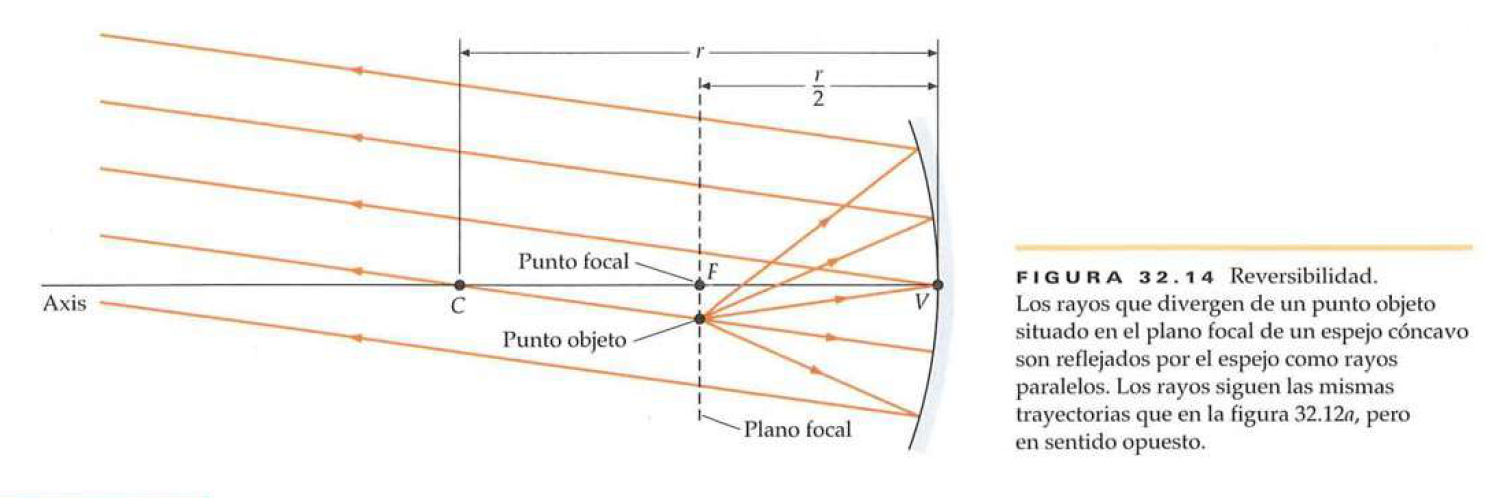 r
r
2
Punto focal
F
Axis
C
V
Punto objeto
Plano focal
FIGURA 32.14 Reversibilidad.
Los rayos que divergen de un punto objeto
situado en el plano focal de un espejo cóncavo
son reflejados por el espejo como rayos
paralelos. Los rayos siguen las mismas
trayectorias que en la figura 32.12a, pero
en sentido opuesto.